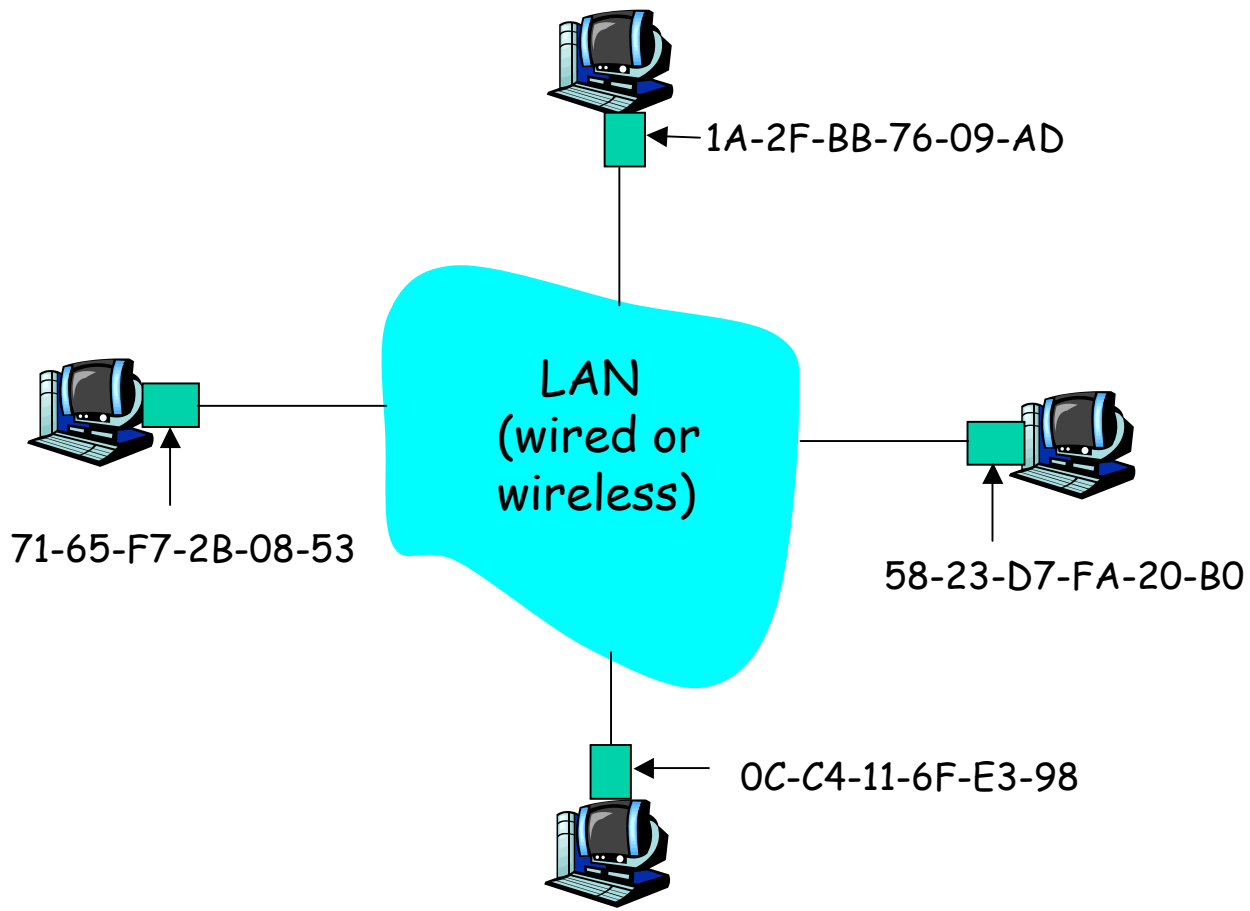 1A-2F-BB-76-09-AD
LAN
(wired or
wireless)
71-65-F7-2B-08-53
58-23-D7-FA-20-B0
0C-C4-11-6F-E3-98